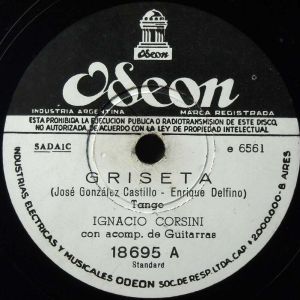 Odeon
Odeon
INDUSTRIA ARGENTINA MARCA REGISTRADA
ESTA PROHIBIDA LA EJECUCION PUBLICA O RADIOTRANSMISION DE ESTE DISCO,
NO AUTORIZADAS DE ACUERDO CON LA LEY DE PROPIEDAD INTELECTUAL
SADAIC e 6561
GRISETA
(José González Castillo - Enrique Delfino)
Tango
IGNACIO CORSINI
con acomp. de Guitarras
18695 A
Standard
INDUSTRIAS ELECTRICAS Y MUSICALES ODEON SOC. DE RESP. LTDA. CAP. $ 2.000.000 - B. AIRES